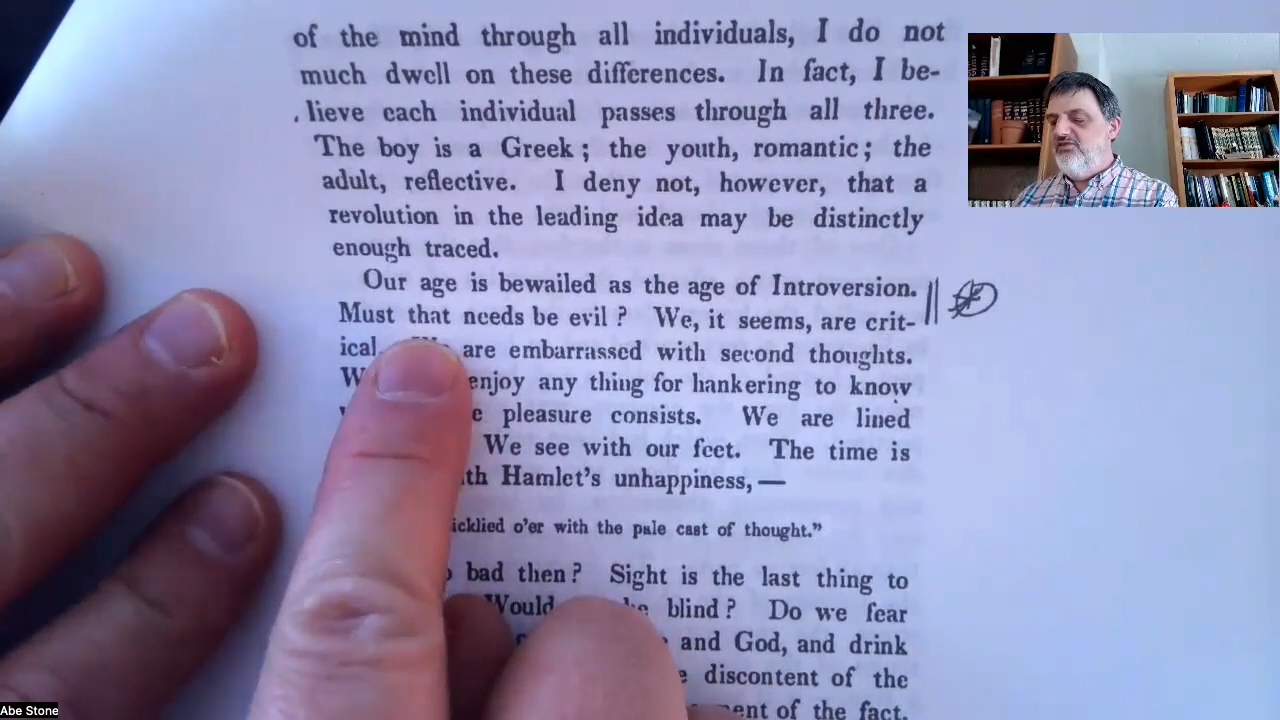 of the mind through all individuals, I do not
much dwell on these differences. In fact, I be-
lieve each individual passes through all three.
The boy is a Greek ; the youth, romantic ; the
adult, reflective. I deny not, however, that a
revolution in the leading idea may be distinctly
enough traced.
Our age is bewailed as the age of Introversion.
Must that needs be evil ? We, it seems, are crit-
ical. We are embarrassed with second thoughts.
enjoy any thing for hankering to know
pleasure consists. We are lined
We see with our feet. The time is
Hamlet's unhappiness, —
o'er with the pale cast of thought."
bad then ? Sight is the last thing to
Would blind ? Do we fear
and God, and drink
discontent of the
of the fact.
Abe Stone